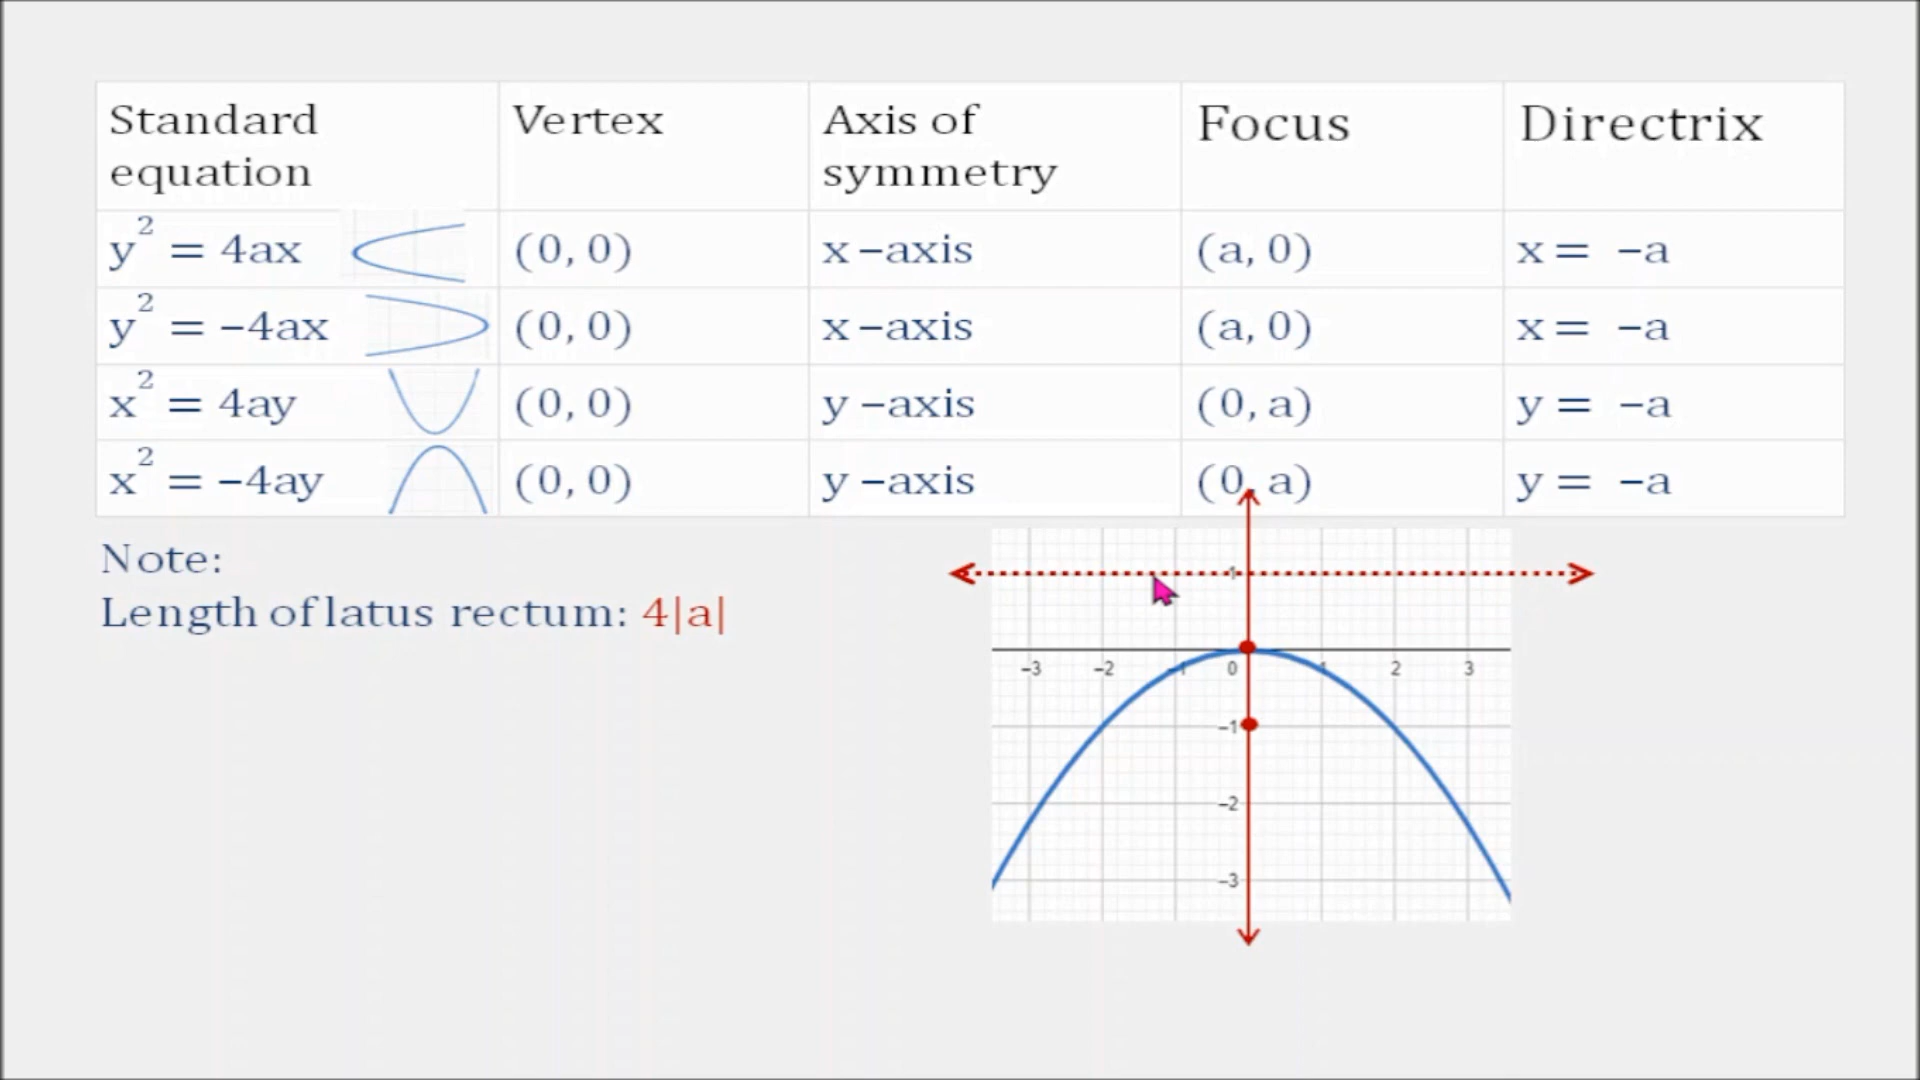 Standard equation Vertex Axis of symmetry Focus Directrix
y² = 4ax (0, 0) x–axis (a, 0) x = –a
y² = –4ax (0, 0) x–axis (a, 0) x = –a
x² = 4ay (0, 0) y–axis (0, a) y = –a
x² = –4ay (0, 0) y–axis (0, a) y = –a
Note:
Length of latus rectum: 4|a|
1
–3 –2 –1 0 1 2 3
–1
–2
–3